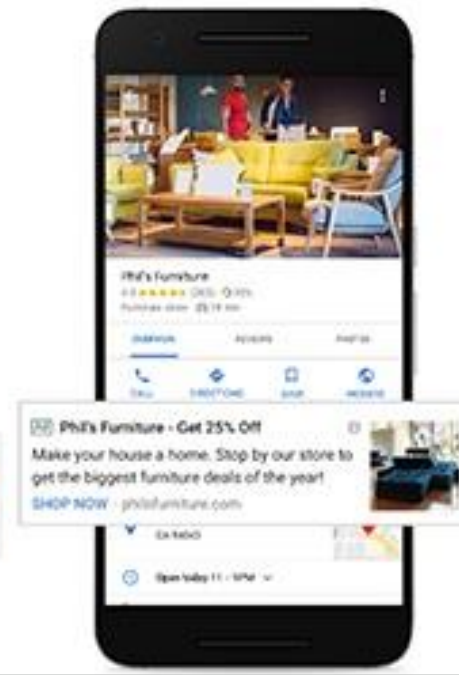 Phil's Furniture
OVERVIEW REVIEWS PHOTOS
CALL DIRECTIONS SAVE WEBSITE
Ad Phil's Furniture - Get 25% Off
Make your house a home. Stop by our store to
get the biggest furniture deals of the year!
SHOP NOW - philsfurniture.com
Open today 11 - 5PM